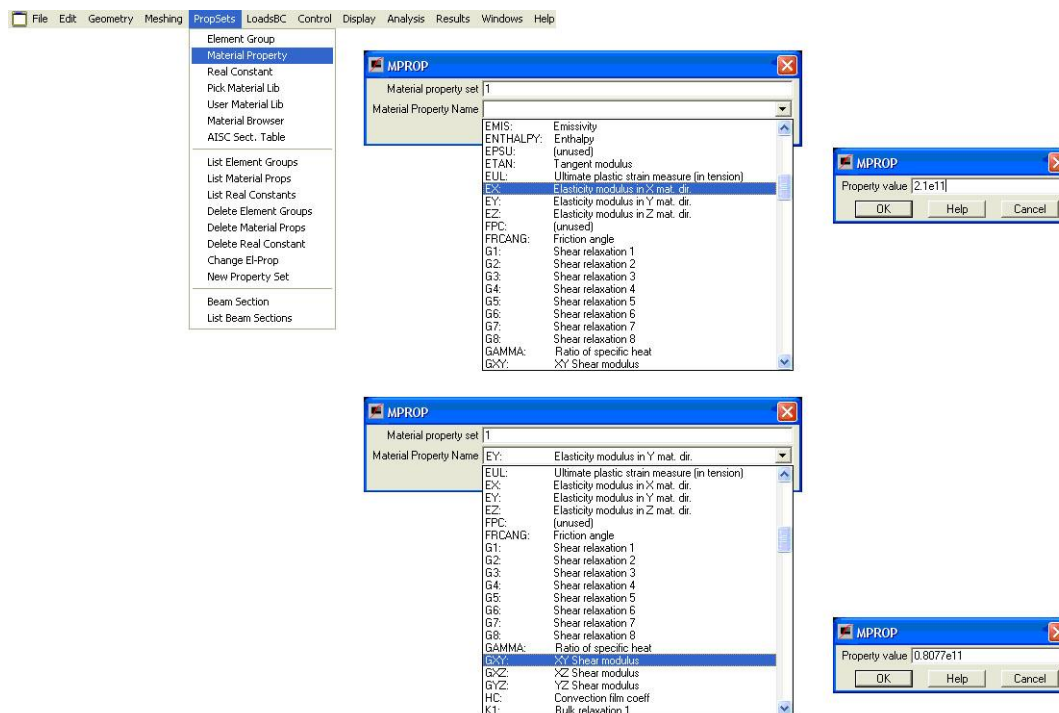 File Edit Geometry Meshing PropSets LoadsBC Control Display Analysis Results Windows Help
Element Group
Material Property
Real Constant
Pick Material Lib
User Material Lib
Material Browser
AISC Sect. Table
List Element Groups
List Material Props
List Real Constants
Delete Element Groups
Delete Material Props
Delete Real Constant
Change El-Prop
New Property Set
Beam Section
List Beam Sections
MPROP
Material property set 1
Material Property Name
EMIS: Emissivity
ENTHALPY: Enthalpy
EPSU: (unused)
ETAN: Tangent modulus
EUL: Ultimate plastic strain measure (in tension)
EX: Elasticity modulus in X mat. dir.
EY: Elasticity modulus in Y mat. dir.
EZ: Elasticity modulus in Z mat. dir.
FPC: (unused)
FRCANG: Friction angle
G1: Shear relaxation 1
G2: Shear relaxation 2
G3: Shear relaxation 3
G4: Shear relaxation 4
G5: Shear relaxation 5
G6: Shear relaxation 6
G7: Shear relaxation 7
G8: Shear relaxation 8
GAMMA: Ratio of specific heat
GXY: XY Shear modulus
MPROP
Property value 2.1e11
OK Help Cancel
MPROP
Material property set 1
Material Property Name EY: Elasticity modulus in Y mat. dir.
EUL: Ultimate plastic strain measure (in tension)
EX: Elasticity modulus in X mat. dir.
EY: Elasticity modulus in Y mat. dir.
EZ: Elasticity modulus in Z mat. dir.
FPC: (unused)
FRCANG: Friction angle
G1: Shear relaxation 1
G2: Shear relaxation 2
G3: Shear relaxation 3
G4: Shear relaxation 4
G5: Shear relaxation 5
G6: Shear relaxation 6
G7: Shear relaxation 7
G8: Shear relaxation 8
GAMMA: Ratio of specific heat
GXY: XY Shear modulus
GXZ: XZ Shear modulus
GYZ: YZ Shear modulus
HC: Convection film coeff
K1: Bulk relaxation 1
MPROP
Property value 0.8077e11
OK Help Cancel